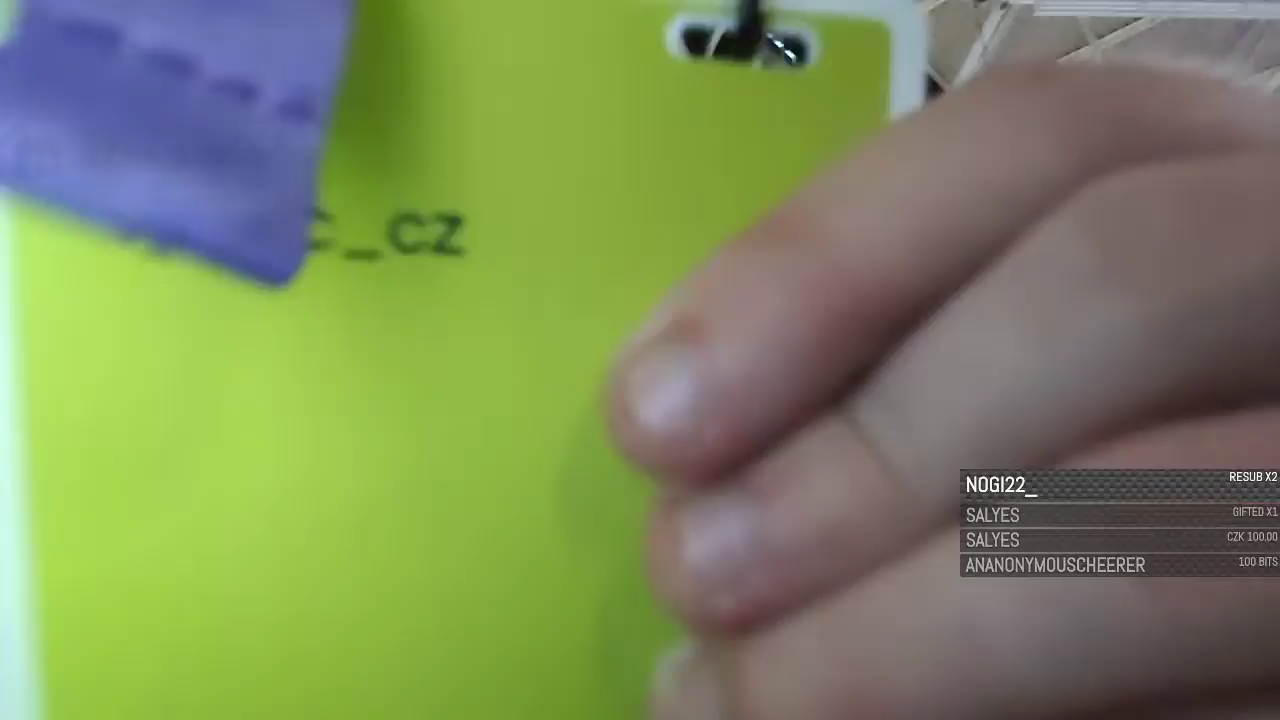 C_CZ
NOGI22_ RESUB X2
SALYES GIFTED X1
SALYES CZK 100.00
ANANONYMOUSCHEERER 100 BITS